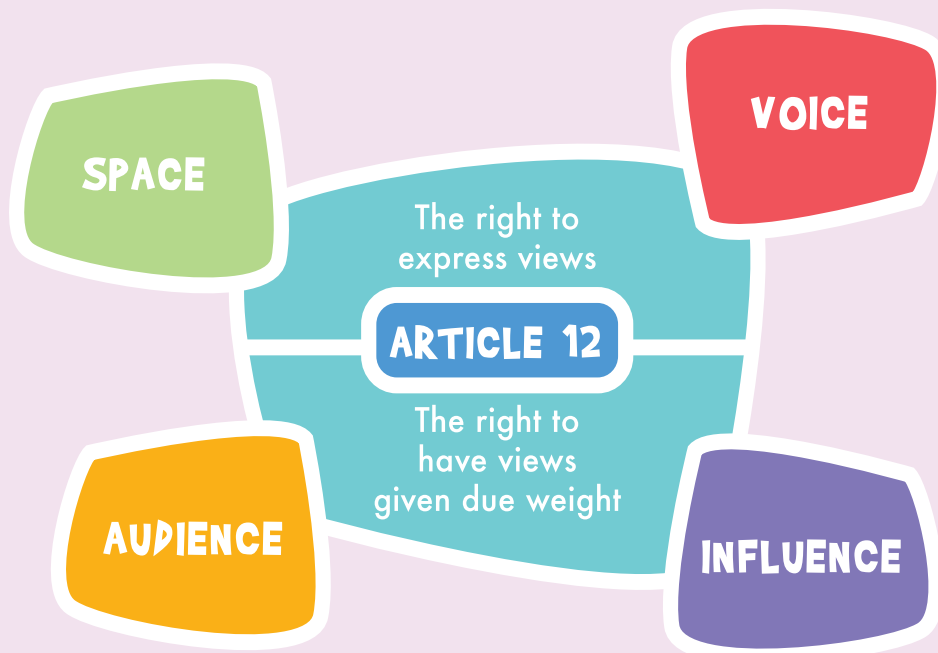 VOICE
SPACE
The right to
express views
ARTICLE 12
The right to
have views
given due weight
AUDIENCE
INFLUENCE